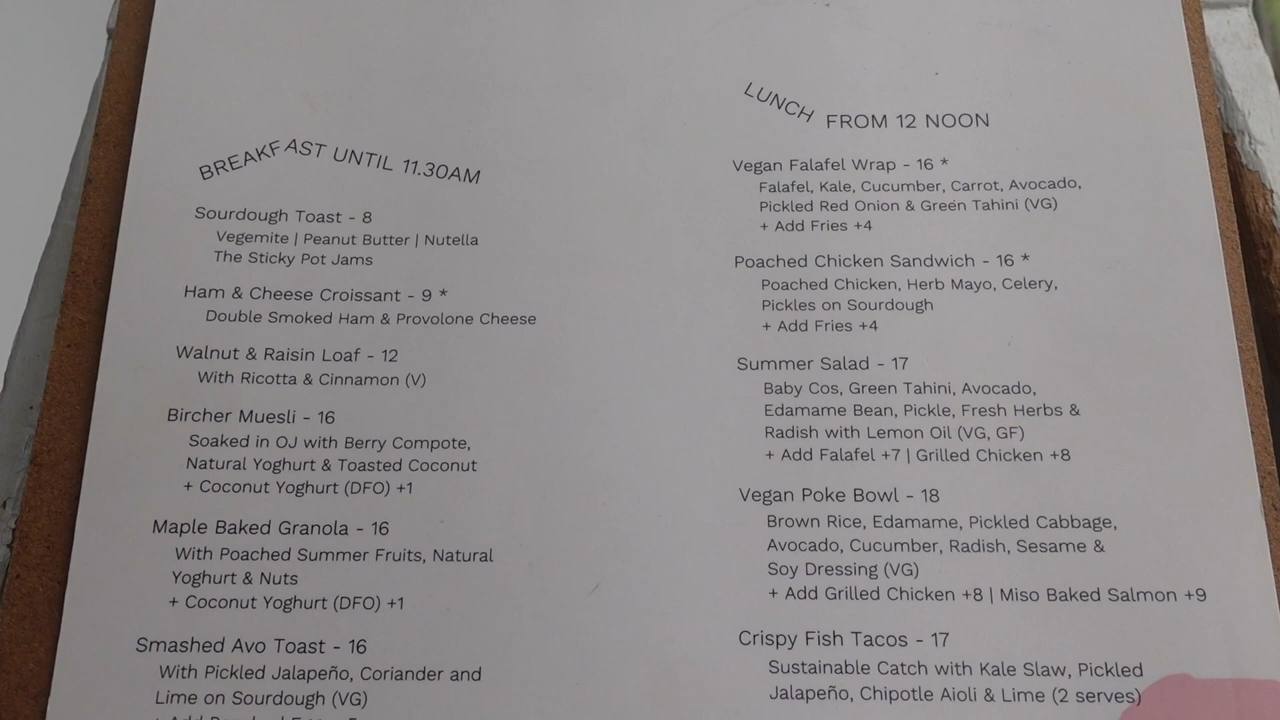 BREAKFAST UNTIL 11.30AM
Sourdough Toast - 8
Vegemite | Peanut Butter | Nutella
The Sticky Pot Jams
Ham & Cheese Croissant - 9 *
Double Smoked Ham & Provolone Cheese
Walnut & Raisin Loaf - 12
With Ricotta & Cinnamon (V)
Bircher Muesli - 16
Soaked in OJ with Berry Compote,
Natural Yoghurt & Toasted Coconut
+ Coconut Yoghurt (DFO) +1
Maple Baked Granola - 16
With Poached Summer Fruits, Natural
Yoghurt & Nuts
+ Coconut Yoghurt (DFO) +1
Smashed Avo Toast - 16
With Pickled Jalapeño, Coriander and
Lime on Sourdough (VG)
LUNCH FROM 12 NOON
Vegan Falafel Wrap - 16 *
Falafel, Kale, Cucumber, Carrot, Avocado,
Pickled Red Onion & Green Tahini (VG)
+ Add Fries +4
Poached Chicken Sandwich - 16 *
Poached Chicken, Herb Mayo, Celery,
Pickles on Sourdough
+ Add Fries +4
Summer Salad - 17
Baby Cos, Green Tahini, Avocado,
Edamame Bean, Pickle, Fresh Herbs &
Radish with Lemon Oil (VG, GF)
+ Add Falafel +7 | Grilled Chicken +8
Vegan Poke Bowl - 18
Brown Rice, Edamame, Pickled Cabbage,
Avocado, Cucumber, Radish, Sesame &
Soy Dressing (VG)
+ Add Grilled Chicken +8 | Miso Baked Salmon +9
Crispy Fish Tacos - 17
Sustainable Catch with Kale Slaw, Pickled
Jalapeño, Chipotle Aioli & Lime (2 serves)